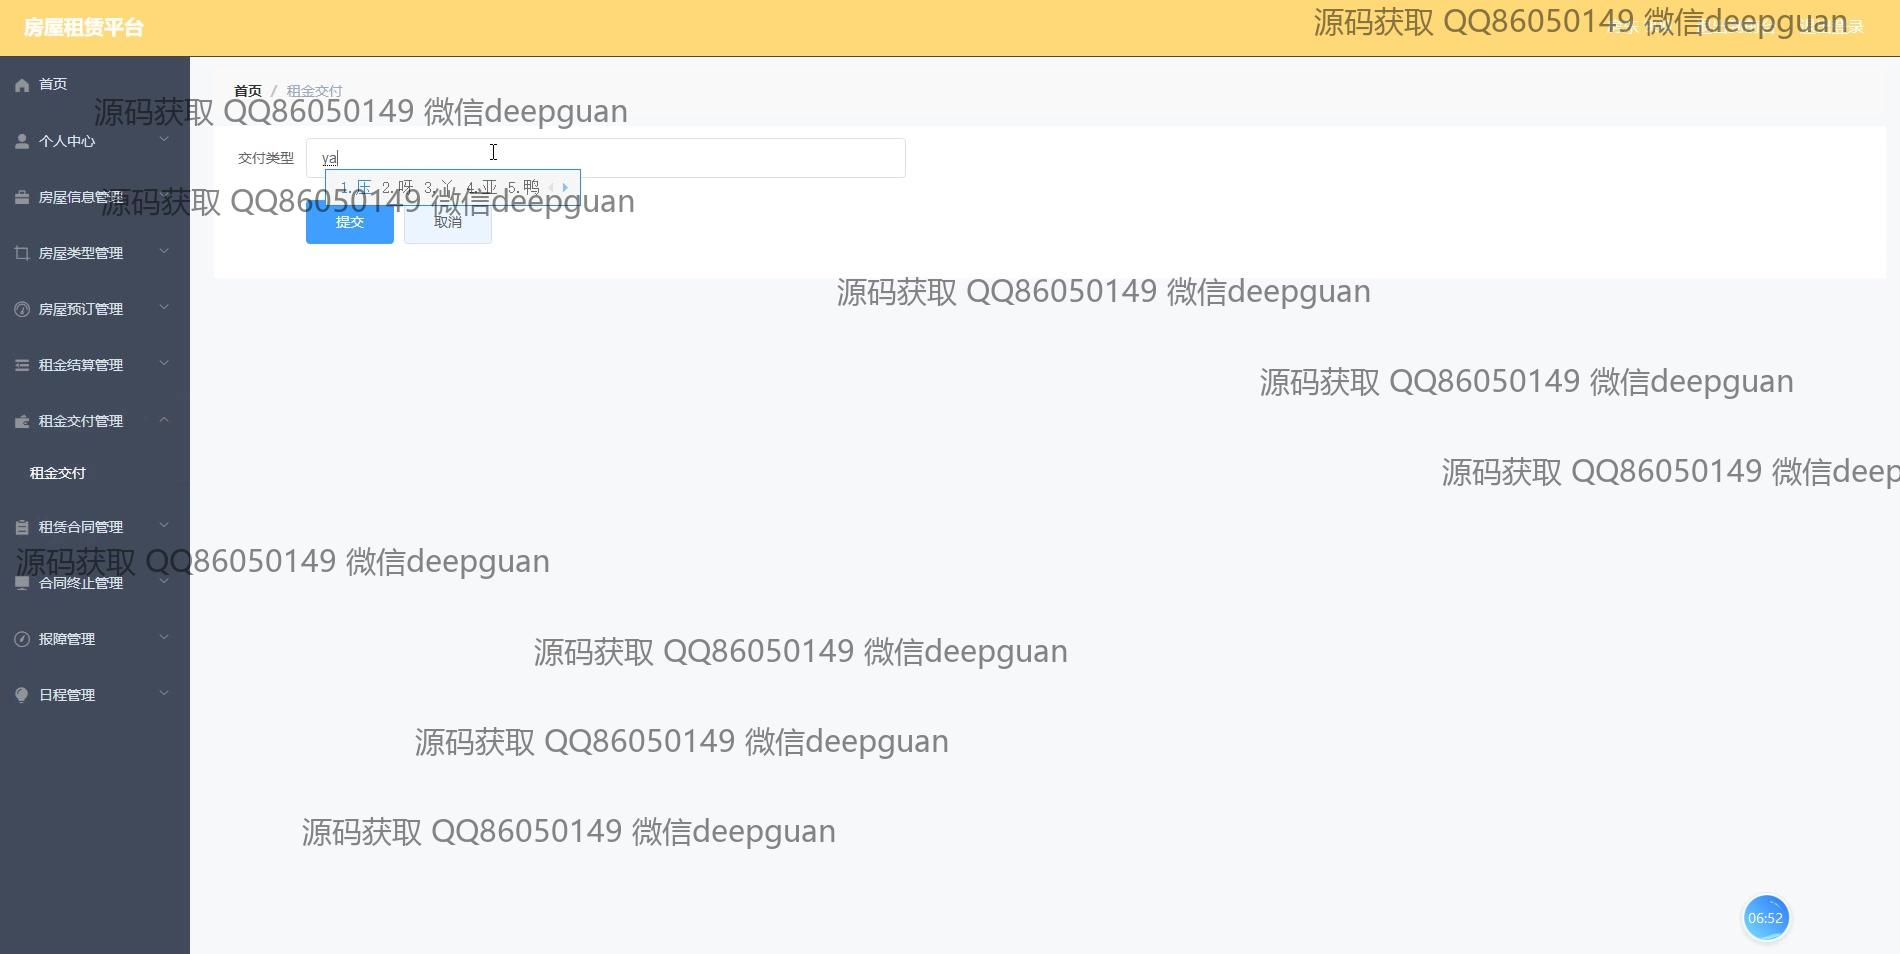 房屋租赁平台
源码获取 QQ86050149 微信deepguan
首页
首页 / 租金交付
源码获取 QQ86050149 微信deepguan
个人中心
交付类型 ya
1.压 2.呀 3.丫 4.亚 5.鸭
房屋信息管理
源码获取 QQ86050149 微信deepguan
提交 取消
房屋类型管理
源码获取 QQ86050149 微信deepguan
房屋预订管理
租金结算管理
源码获取 QQ86050149 微信deepguan
租金交付管理
租金交付
源码获取 QQ86050149 微信deep
租赁合同管理
源码获取 QQ86050149 微信deepguan
合同终止管理
报障管理
源码获取 QQ86050149 微信deepguan
日程管理
源码获取 QQ86050149 微信deepguan
源码获取 QQ86050149 微信deepguan
06:52